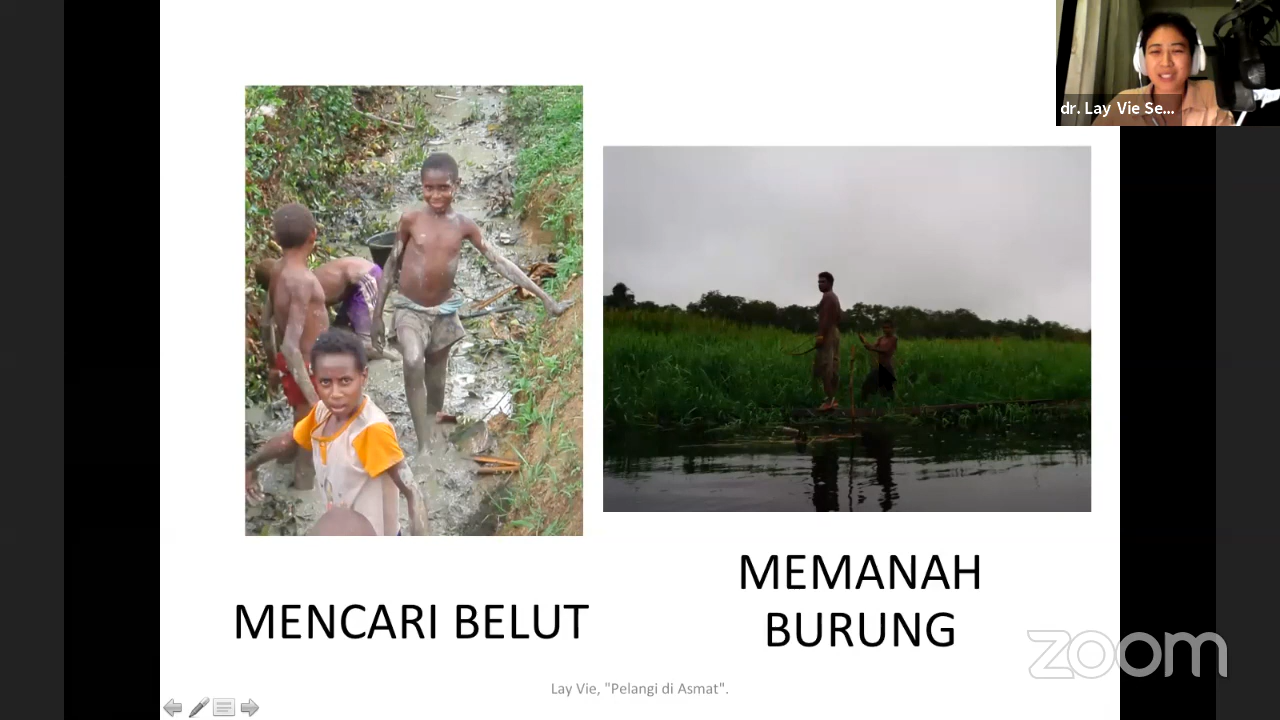 dr. Lay Vie Se...
MENCARI BELUT
MEMANAH
BURUNG
Lay Vie, "Pelangi di Asmat".
zoom